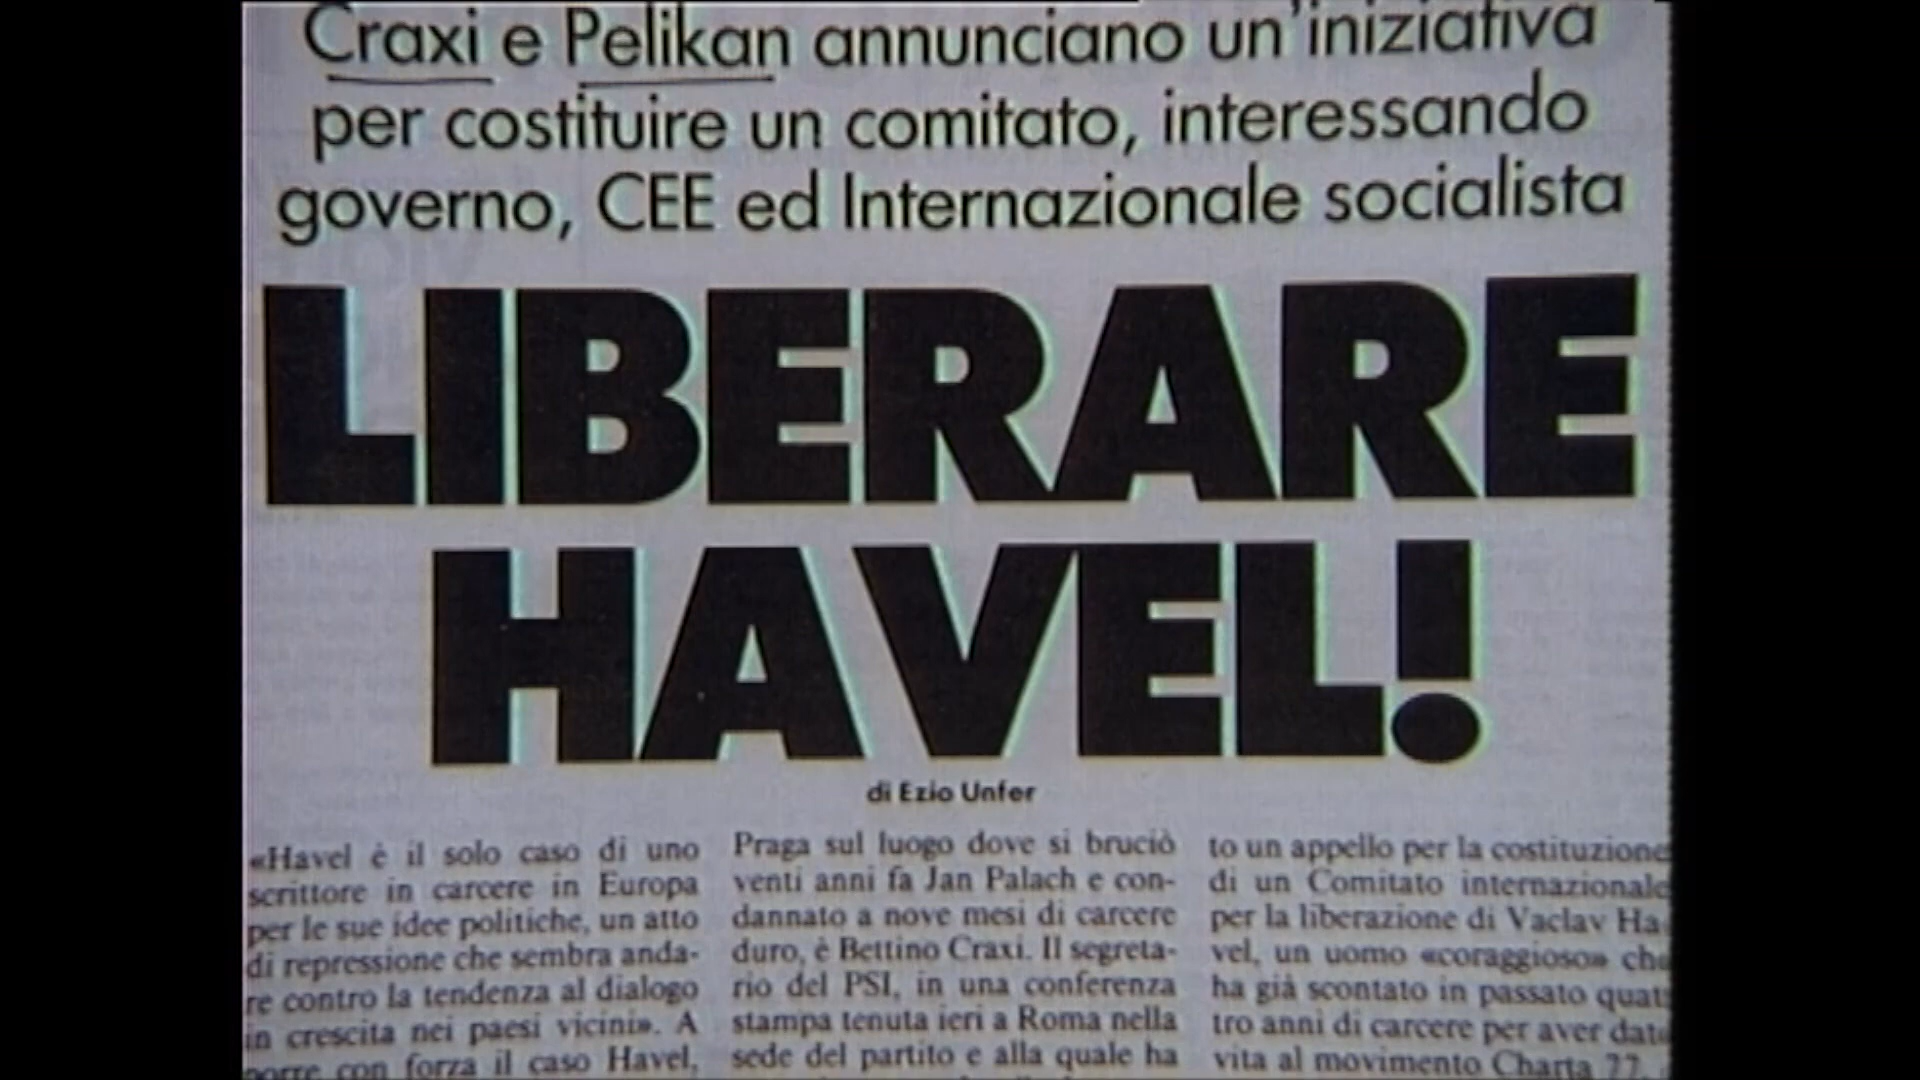 Craxi e Pelikan annunciano un'iniziativa
per costituire un comitato, interessando
governo, CEE ed Internazionale socialista
LIBERARE
HAVEL!
di Ezio Unfer
«Havel è il solo caso di uno
scrittore in carcere in Europa
per le sue idee politiche, un atto
di repressione che sembra anda-
re contro la tendenza al dialogo
in crescita nei paesi vicini». A
porre con forza il caso Havel,
Praga sul luogo dove si bruciò
venti anni fa Jan Palach e con-
dannato a nove mesi di carcere
duro, è Bettino Craxi. Il segreta-
rio del PSI, in una conferenza
stampa tenuta ieri a Roma nella
sede del partito e alla quale ha
to un appello per la costituzione
di un Comitato internazionale
per la liberazione di Vaclav Ha-
vel, un uomo «coraggioso» che
ha già scontato in passato quat-
tro anni di carcere per aver dato
vita al movimento Charta 77.